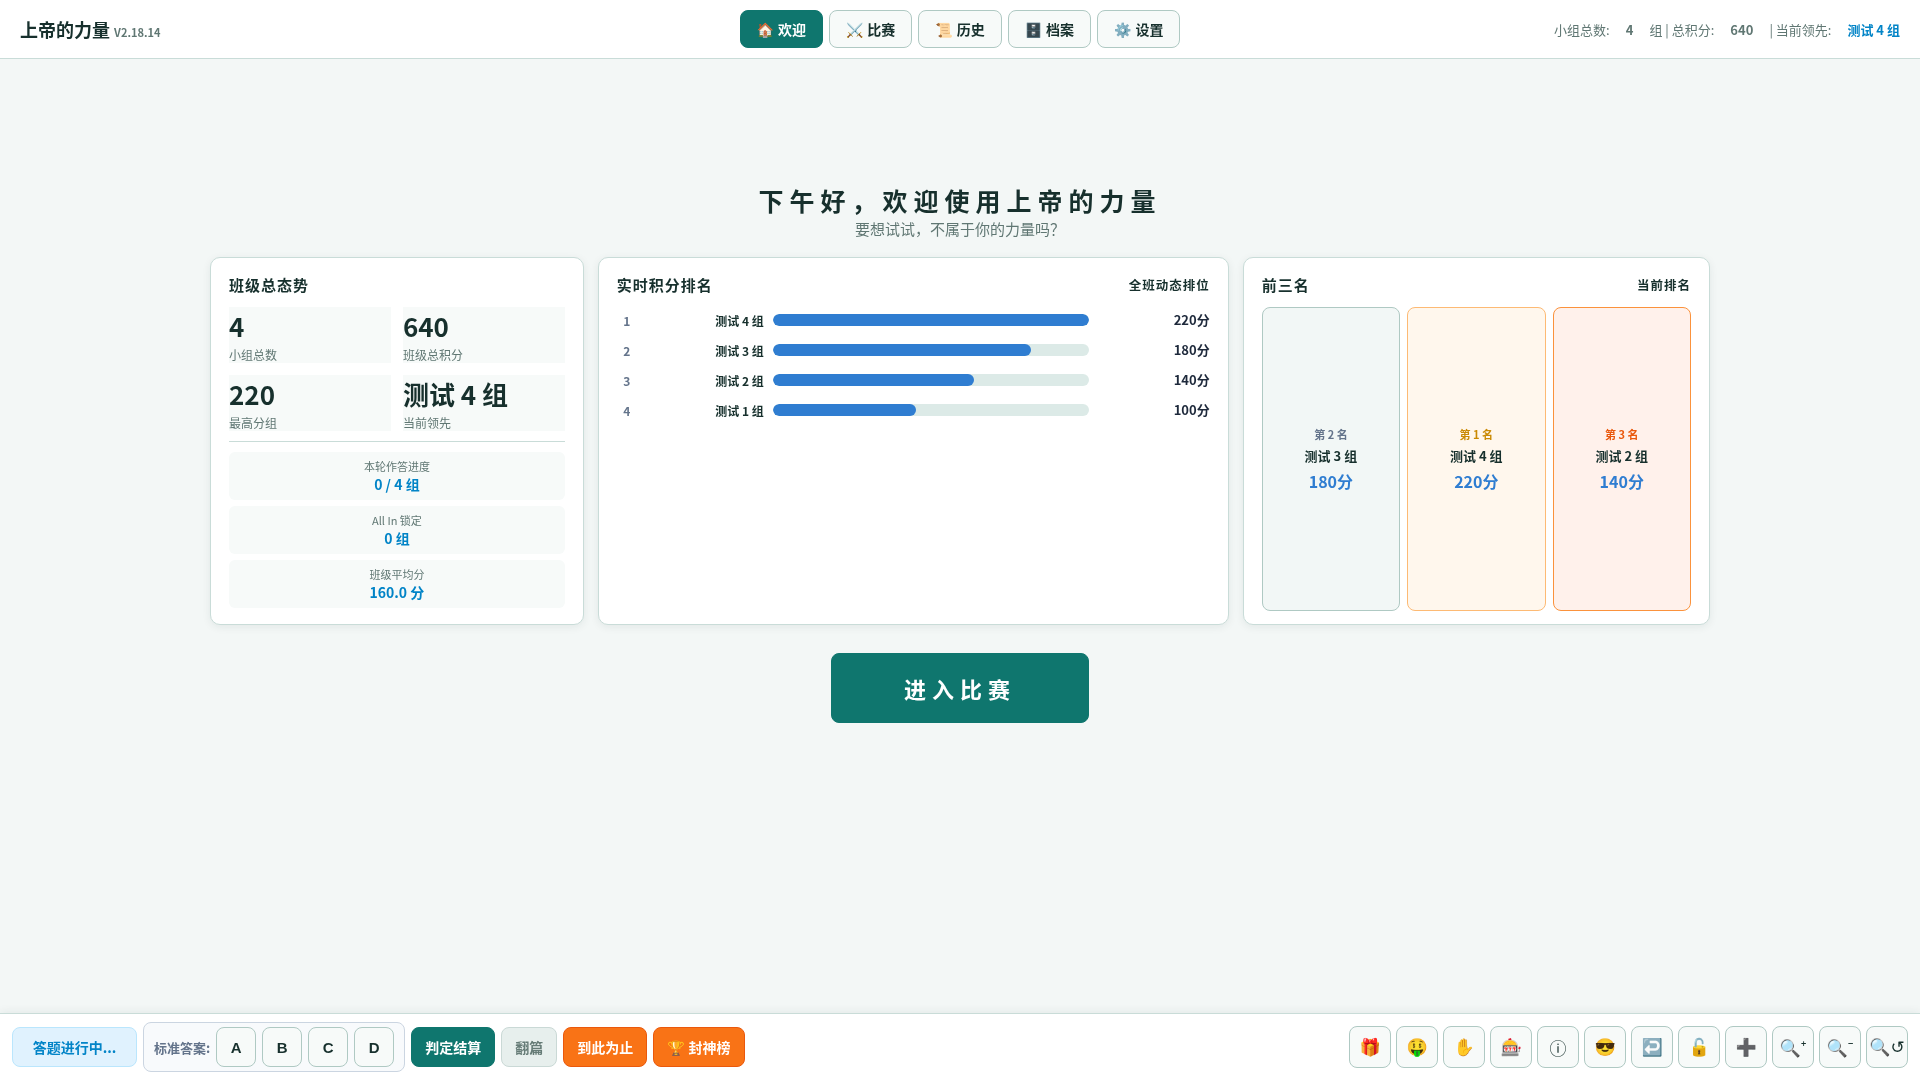 上帝的力量 V2.18.14
🏠 欢迎
⚔️ 比赛
📜 历史
🗄️ 档案
⚙️ 设置
小组总数: 4 组 | 总积分: 640 | 当前领先: 测试 4 组
下午好，欢迎使用上帝的力量
要想试试，不属于你的力量吗？
班级总态势
4
小组总数
640
班级总积分
220
最高分组
测试 4 组
当前领先
本轮作答进度
0 / 4 组
All In 锁定
0 组
班级平均分
160.0 分
实时积分排名 全班动态排位
1 测试 4 组 220分
2 测试 3 组 180分
3 测试 2 组 140分
4 测试 1 组 100分
前三名 当前排名
第 2 名
测试 3 组
180分
第 1 名
测试 4 组
220分
第 3 名
测试 2 组
140分
进入比赛
答题进行中...
标准答案: A B C D
判定结算
翻篇
到此为止
🏆 封神榜